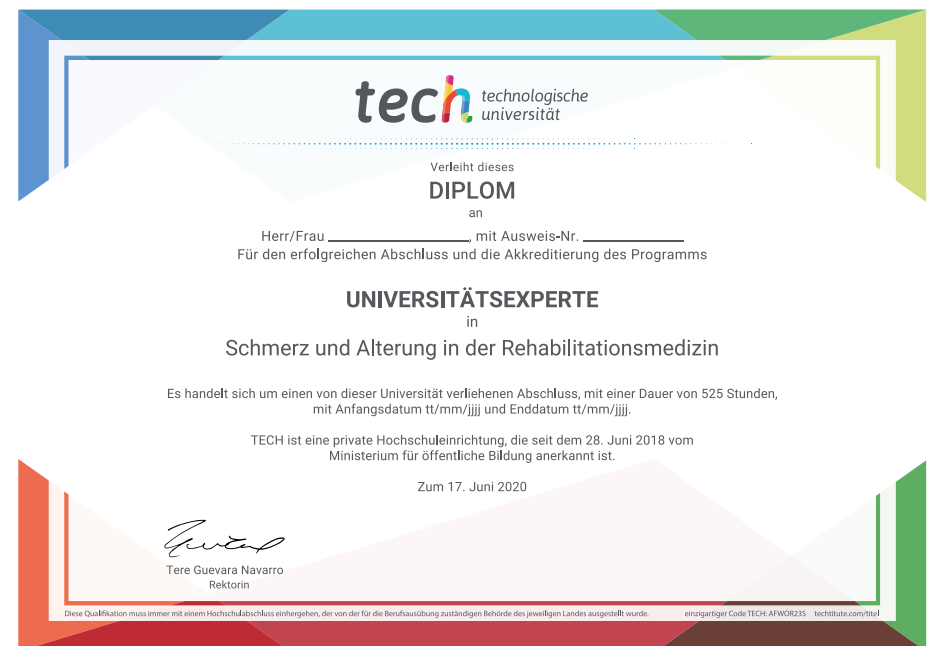 tech technologische
universität
Verleiht dieses
DIPLOM
an
Herr/Frau ____________________, mit Ausweis-Nr. ______________
Für den erfolgreichen Abschluss und die Akkreditierung des Programms
UNIVERSITÄTSEXPERTE
in
Schmerz und Alterung in der Rehabilitationsmedizin
Es handelt sich um einen von dieser Universität verliehenen Abschluss, mit einer Dauer von 525 Stunden,
mit Anfangsdatum tt/mm/jjjj und Enddatum tt/mm/jjjj.
TECH ist eine private Hochschuleinrichtung, die seit dem 28. Juni 2018 vom
Ministerium für öffentliche Bildung anerkannt ist.
Zum 17. Juni 2020
Tere Guevara Navarro
Rektorin
Diese Qualifikation muss immer mit einem Hochschulabschluss einhergehen, der von der für die Berufsausübung zuständigen Behörde des jeweiligen Landes ausgestellt wurde. einzigartiger Code TECH: AFWOR23S techtitute.com/titel